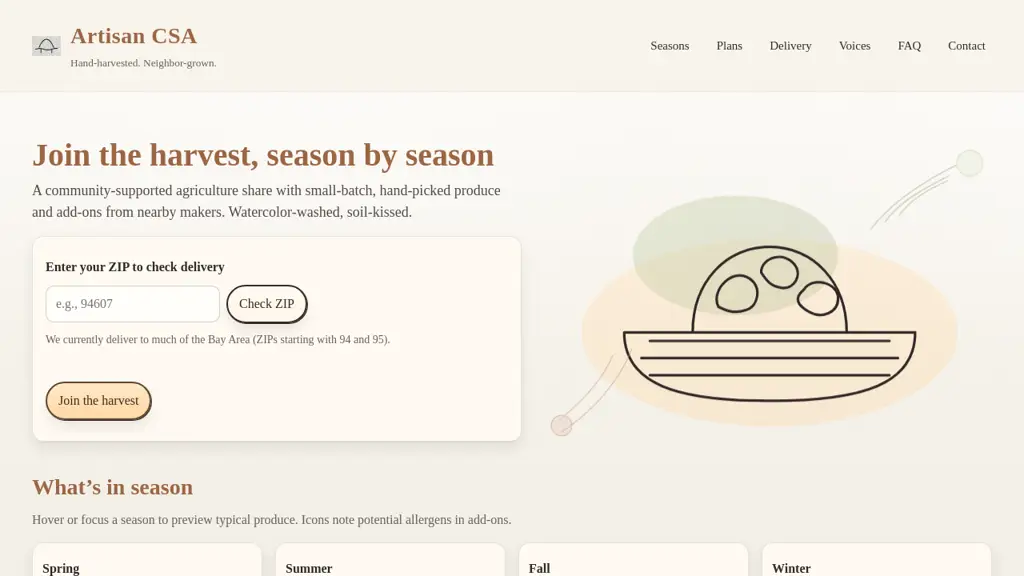 Artisan CSA
Hand-harvested. Neighbor-grown.
Seasons
Plans
Delivery
Voices
FAQ
Contact
Join the harvest, season by season
A community-supported agriculture share with small-batch, hand-picked produce
and add-ons from nearby makers. Watercolor-washed, soil-kissed.
Enter your ZIP to check delivery
e.g., 94607
Check ZIP
We currently deliver to much of the Bay Area (ZIPs starting with 94 and 95).
Join the harvest
What’s in season
Hover or focus a season to preview typical produce. Icons note potential allergens in add-ons.
Spring
Summer
Fall
Winter